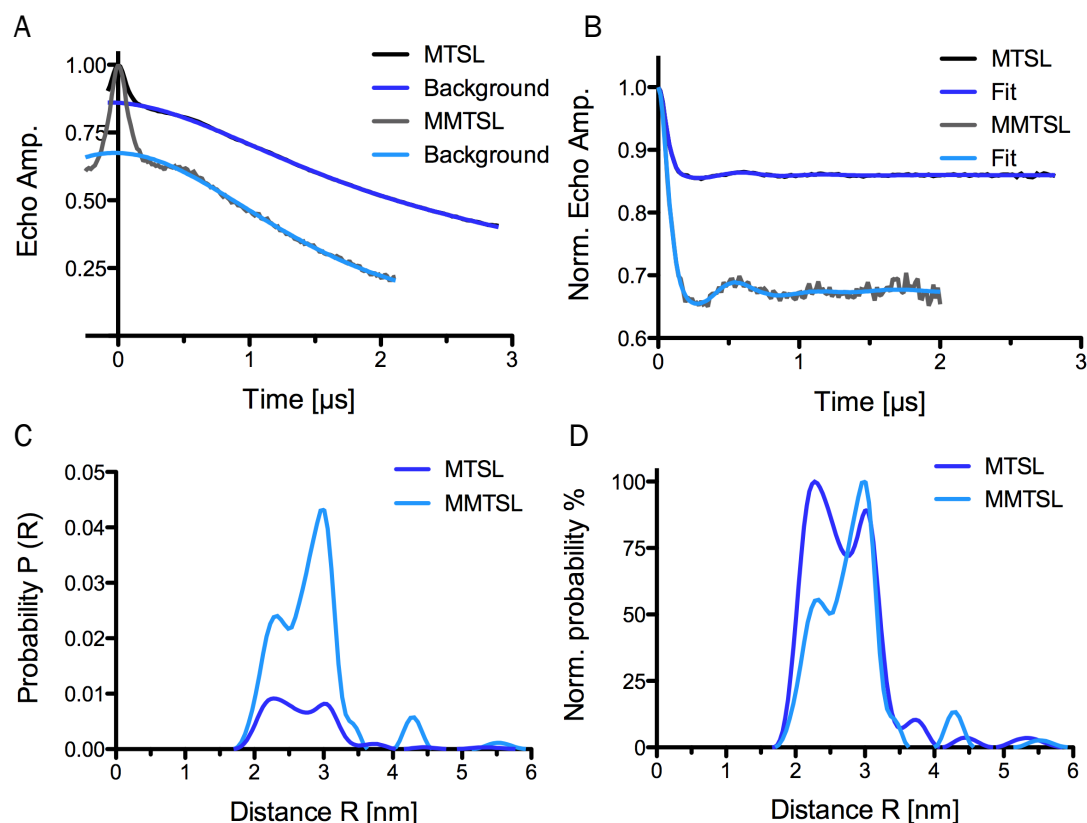 A
MTSL
Background
MMTSL
Background
1.00
0.75
0.50
0.25
Echo Amp.
0 1 2 3
Time [µs]
B
MTSL
Fit
MMTSL
Fit
1.0
0.9
0.8
0.7
0.6
Norm. Echo Amp.
0 1 2 3
Time [µs]
C
MTSL
MMTSL
0.05
0.04
0.03
0.02
0.01
0.00
Probability P (R)
0 1 2 3 4 5 6
Distance R [nm]
D
MTSL
MMTSL
100
75
50
25
0
Norm. probability %
0 1 2 3 4 5 6
Distance R [nm]